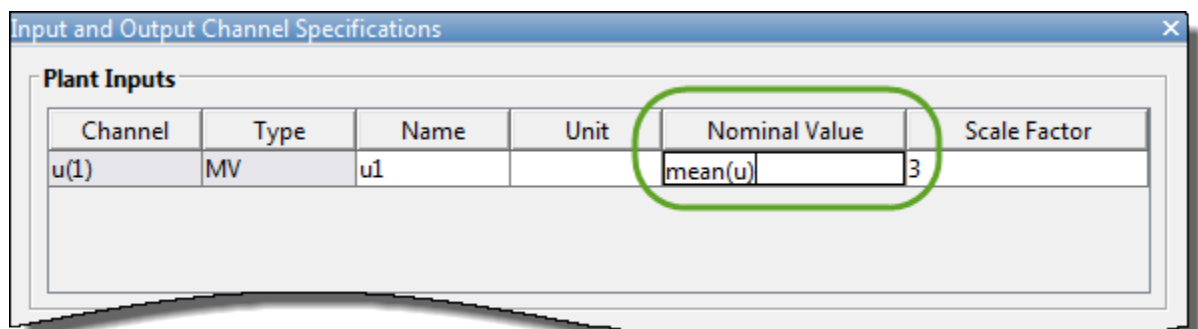 Input and Output Channel Specifications
Plant Inputs
Channel Type Name Unit Nominal Value Scale Factor
u(1) MV u1 mean(u) 3